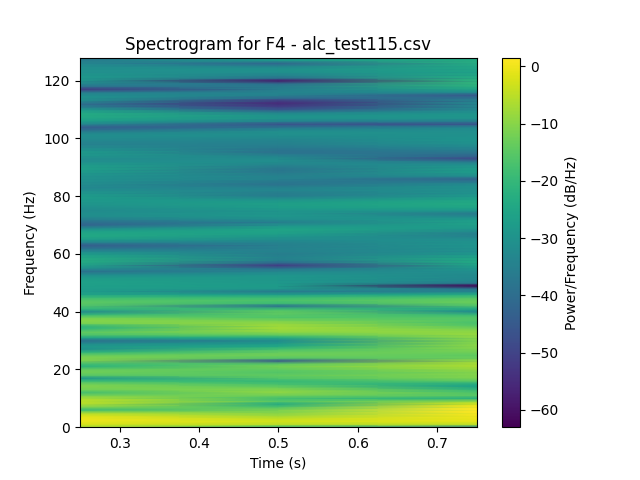 Spectrogram for F4 - alc_test115.csv
120
100
80
60
40
20
0
Frequency (Hz)
0.3 0.4 0.5 0.6 0.7
Time (s)
0
−10
−20
−30
−40
−50
−60
Power/Frequency (dB/Hz)